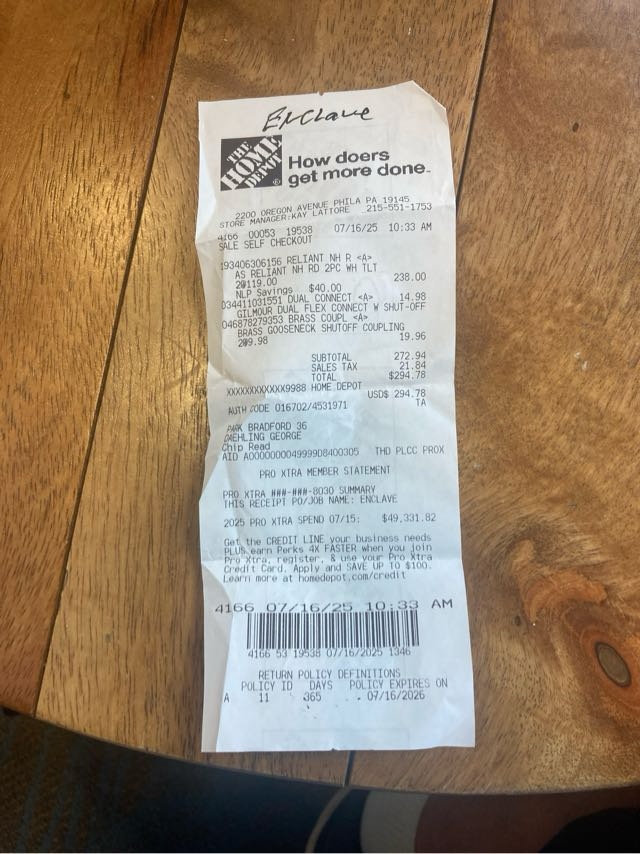 Enclave
THE
HOME
DEPOT
How doers
get more done.
2200 OREGON AVENUE PHILA PA 19145
STORE MANAGER:KAY LATTORE 215-551-1753
4166 00053 19538 07/16/25 10:33 AM
SALE SELF CHECKOUT
193406306156 RELIANT NH R <A>
AS RELIANT NH RD 2PC WH TLT
2@119.00 238.00
NLP Savings $40.00
034411031551 DUAL CONNECT <A> 14.98
GILMOUR DUAL FLEX CONNECT W SHUT-OFF
046878279353 BRASS COUPL <A>
BRASS GOOSENECK SHUTOFF COUPLING
2@9.98 19.96
SUBTOTAL 272.94
SALES TAX 21.84
TOTAL $294.78
XXXXXXXXXXXX9988 HOME DEPOT
USD$ 294.78
AUTH CODE 016702/4531971 TA
PARK BRADFORD 36
DAEHLING GEORGE
Chip Read
AID A0000000049999D8400305 THD PLCC PROX
PRO XTRA MEMBER STATEMENT
PRO XTRA ###-###-8030 SUMMARY
THIS RECEIPT PO/JOB NAME: ENCLAVE
2025 PRO XTRA SPEND 07/15: $49,331.82
Get the CREDIT LINE your business needs
PLUS earn Perks 4X FASTER when you join
Pro Xtra, register, & use your Pro Xtra
Credit Card. Apply and SAVE UP TO $100.
Learn more at homedepot.com/credit
4166 07/16/25 10:33 AM
4166 53 19538 07/16/2025 1346
RETURN POLICY DEFINITIONS
POLICY ID DAYS POLICY EXPIRES ON
A 11 365 07/16/2026